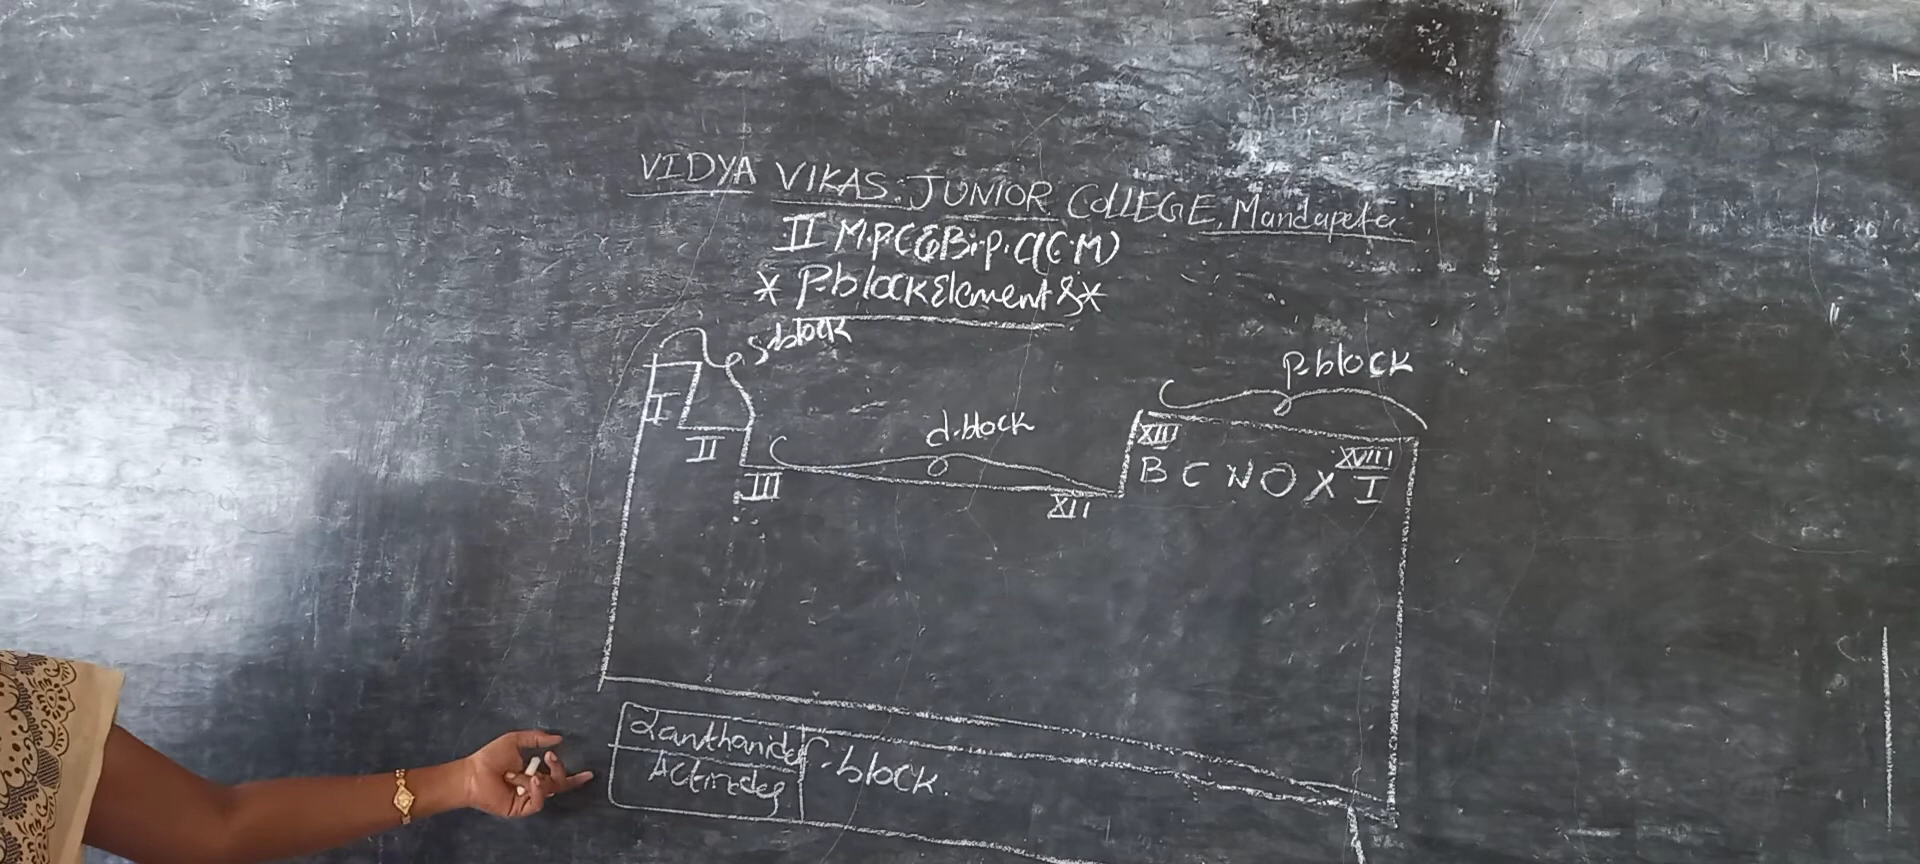 VIDYA VIKAS JUNIOR COLLEGE, Mandapeta
II M.P.C & Bi.P.C (C.M)
* P-block Elements *
s-block
p-block
d-block
I
II
III
XII
XIII
XVIII
B C N O X I
Lanthanides
Actinides
f-block.